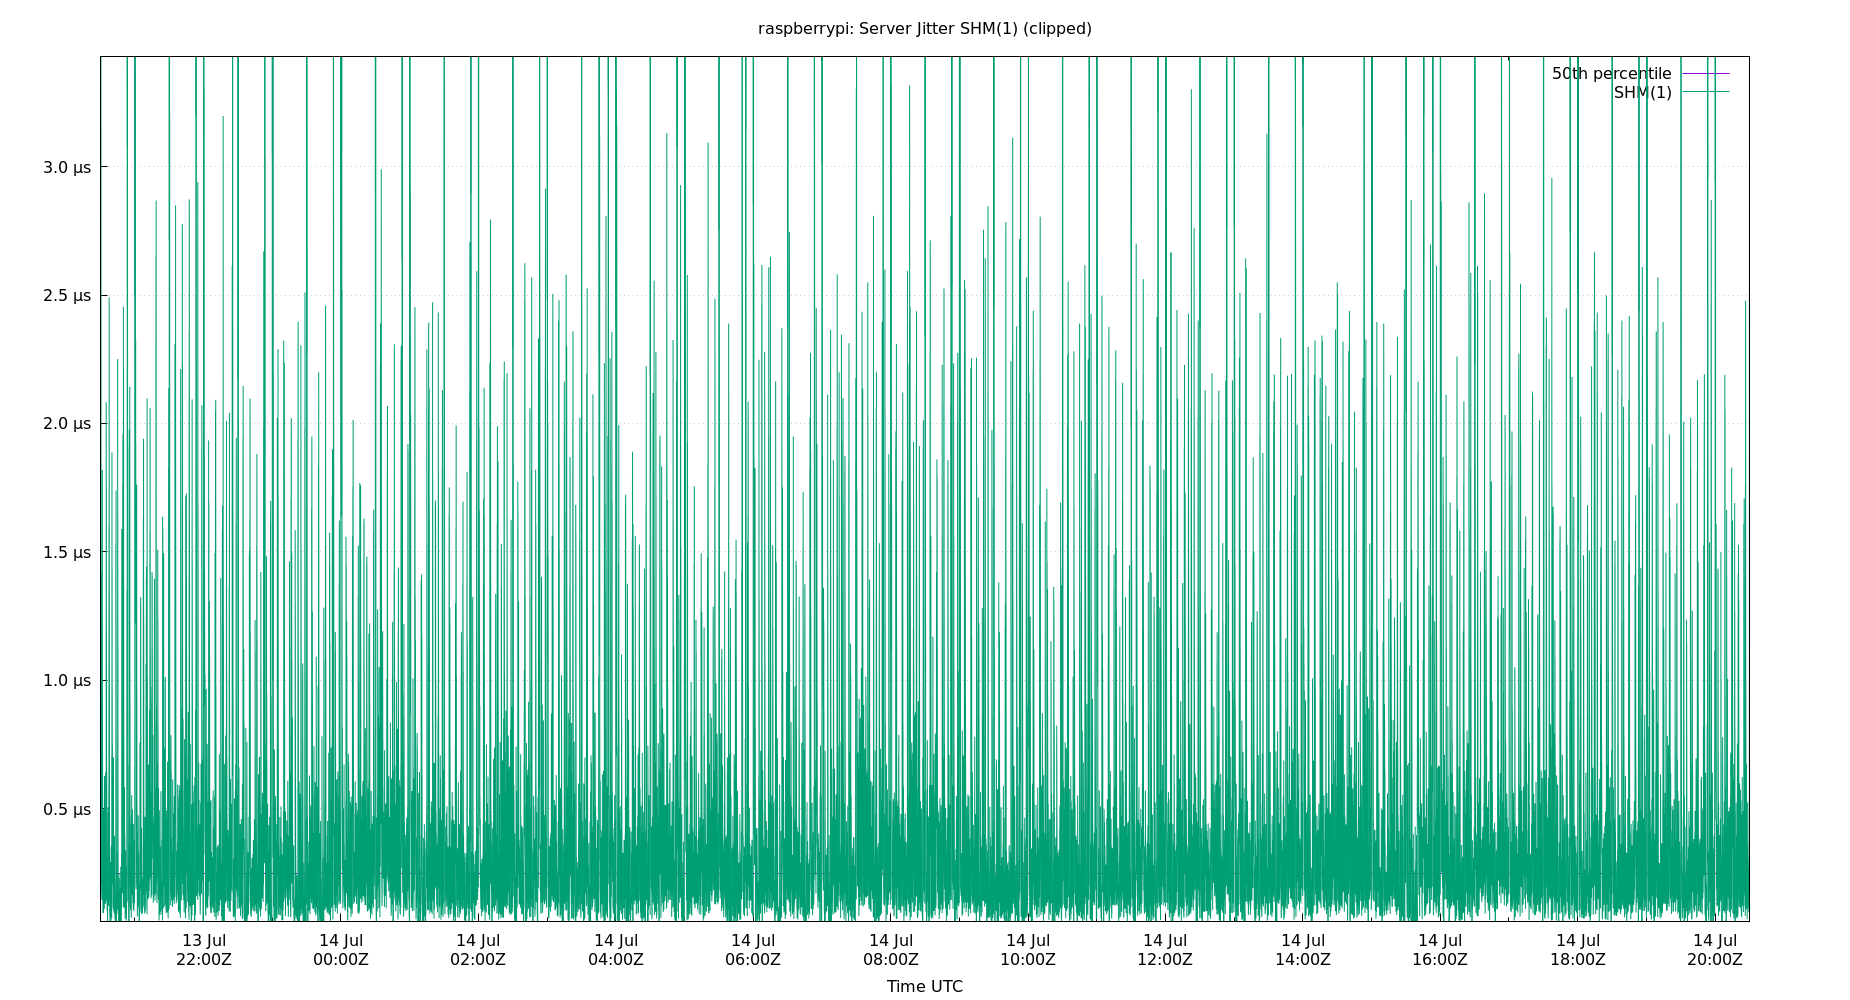 raspberrypi: Server Jitter SHM(1) (clipped)
50th percentile
SHM(1)
3.0 µs
2.5 µs
2.0 µs
1.5 µs
1.0 µs
0.5 µs
13 Jul 14 Jul 14 Jul 14 Jul 14 Jul 14 Jul 14 Jul 14 Jul 14 Jul 14 Jul 14 Jul 14 Jul
22:00Z 00:00Z 02:00Z 04:00Z 06:00Z 08:00Z 10:00Z 12:00Z 14:00Z 16:00Z 18:00Z 20:00Z
Time UTC